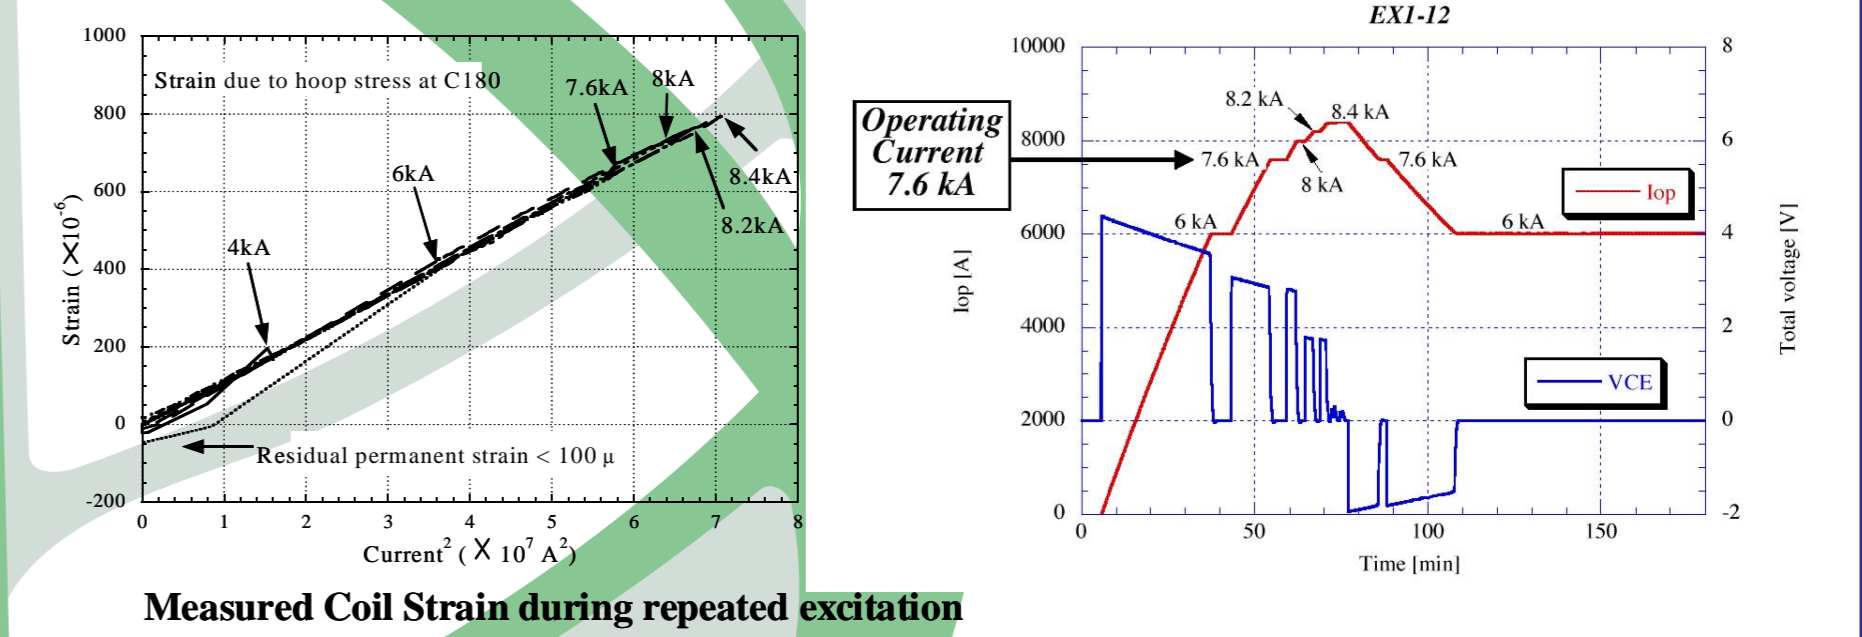 1000
800
600
400
200
0
-200
Strain ( ×10⁻⁶)
Strain due to hoop stress at C180
4kA
6kA
7.6kA
8kA
8.4kA
8.2kA
Residual permanent strain < 100 μ
0 1 2 3 4 5 6 7 8
Current² ( × 10⁷ A²)
Measured Coil Strain during repeated excitation
EX1-12
Operating
Current
7.6 kA
10000
8000
6000
4000
2000
0
Iop [A]
8.2 kA
8.4 kA
7.6 kA
7.6 kA
8 kA
6 kA
6 kA
Iop
VCE
8
6
4
2
0
-2
Total voltage [V]
0 50 100 150
Time [min]